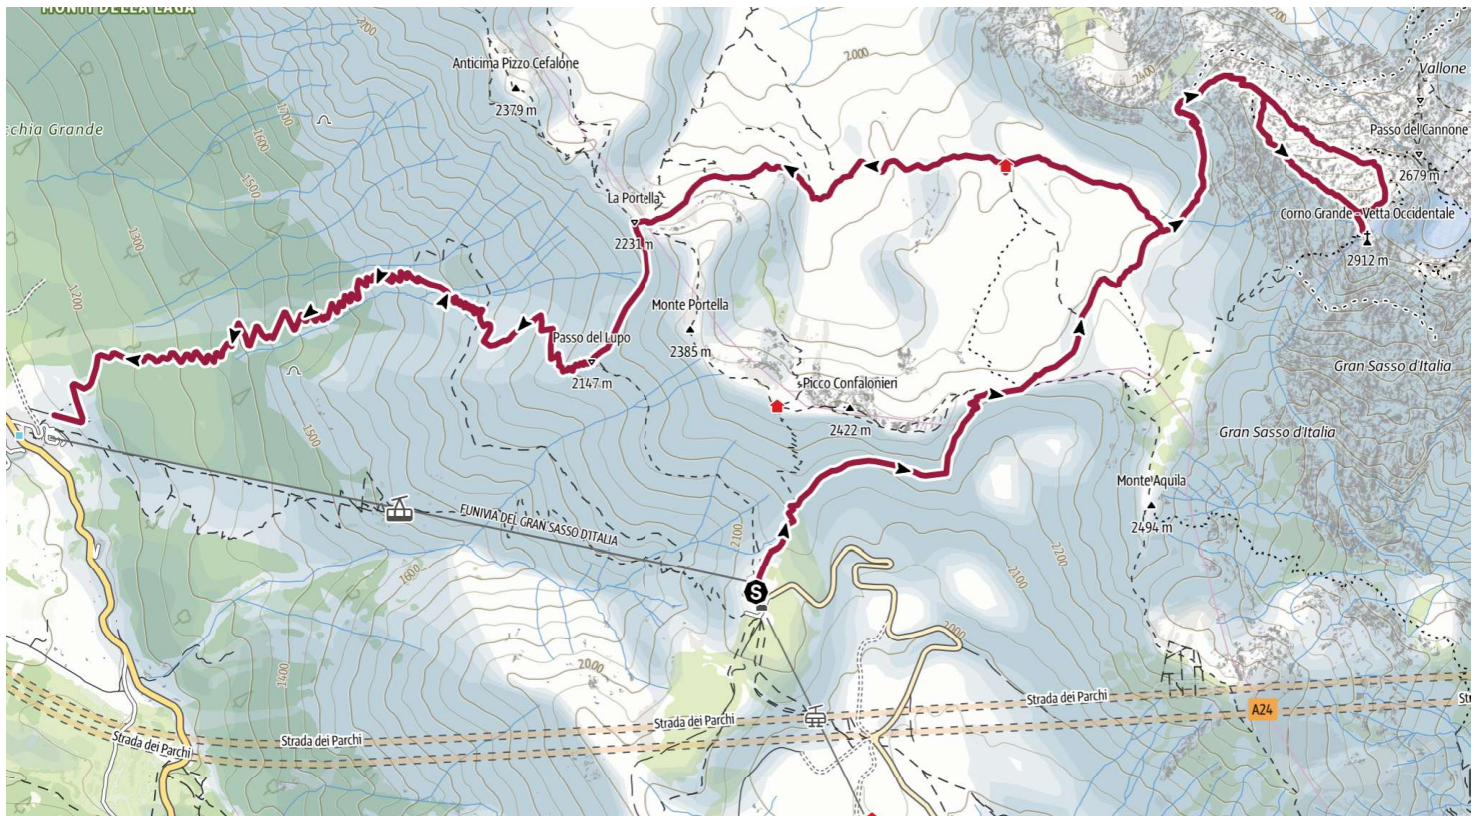 MONTI DELLA LAGA
2100
2200
Anticima Pizzo Cefalone
2379 m
2000
2400
Vallone
Passo del Cannone
2679 m
cchia Grande
1700
1600
1500
1300
1200
La Portella
2231 m
Corno Grande - Vetta Occidentale
2912 m
Monte Portella
2385 m
Passo del Lupo
2147 m
Picco Confalonieri
2422 m
Gran Sasso d'Italia
Gran Sasso d'Italia
1500
Monte Aquila
2494 m
FUNIVIA DEL GRAN SASSO D'ITALIA
2100
2200
2100
1600
S
2000
2000
1400
Strada dei Parchi
Strada dei Parchi
Strada dei Parchi
Strada dei Parchi
A24